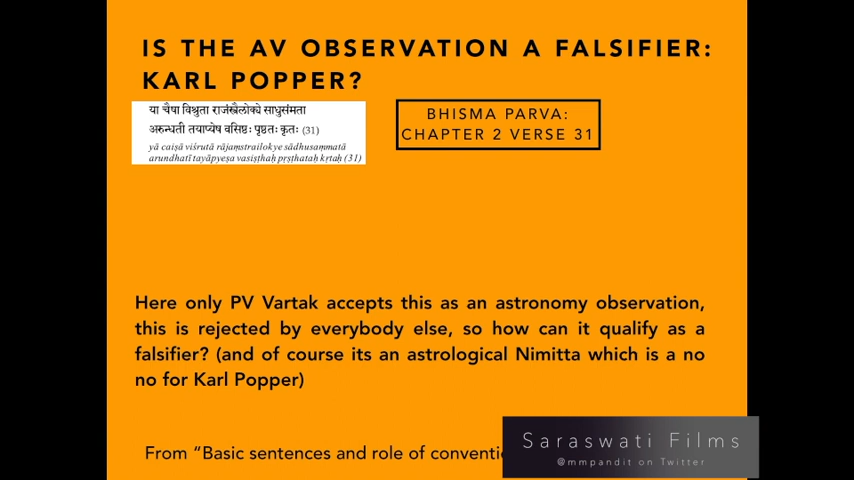 IS THE AV OBSERVATION A FALSIFIER:
KARL POPPER?
या चैषा विश्रुता राजंस्त्रैलोक्ये साधुसंमता
अरुन्धती तयाप्येष वसिष्ठः पृष्ठतः कृतः (31)
yā caiṣā viśrutā rājaṃstrailokye sādhusaṃmatā
arundhatī tayāpyeṣa vasiṣṭhaḥ pṛṣṭhataḥ kṛtaḥ (31)
BHISMA PARVA:
CHAPTER 2 VERSE 31
Here only PV Vartak accepts this as an astronomy observation,
this is rejected by everybody else, so how can it qualify as a
falsifier? (and of course its an astrological Nimitta which is a no
no for Karl Popper)
From “Basic sentences and role of conventio
Saraswati Films
@mmpandit on Twitter